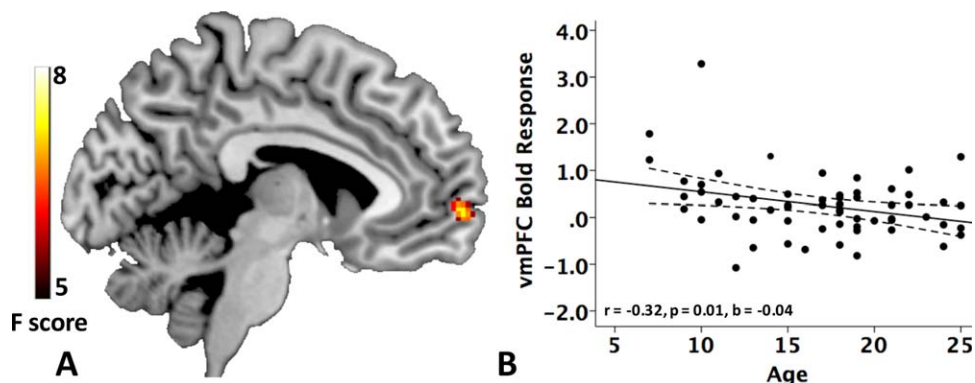 8
5
F score
A
B
vmPFC Bold Response
4.0
3.0
2.0
1.0
.0
-1.0
-2.0
r = -0.32, p = 0.01, b = -0.04
5 10 15 20 25
Age